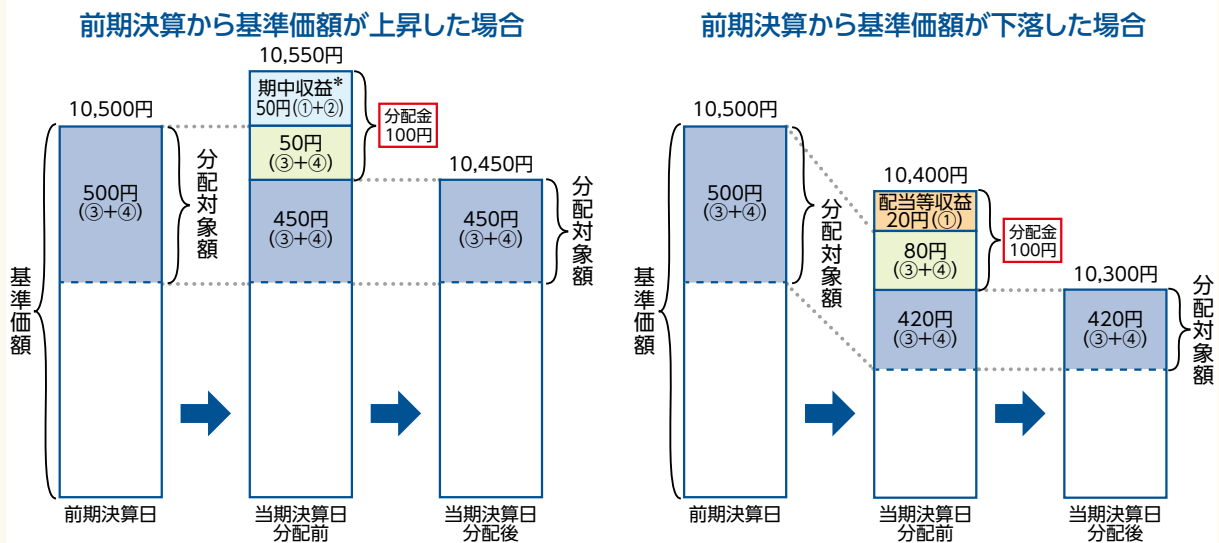 前期決算から基準価額が上昇した場合
10,550円
期中収益*
50円(①+②)
分配金
100円
10,500円
50円
(③+④)
10,450円
500円
(③+④)
分配対象額
450円
(③+④)
450円
(③+④)
分配対象額
基準価額
前期決算日
当期決算日
分配前
当期決算日
分配後
前期決算から基準価額が下落した場合
10,500円
500円
(③+④)
分配対象額
10,400円
配当等収益
20円(①)
分配金
100円
80円
(③+④)
10,300円
420円
(③+④)
420円
(③+④)
分配対象額
基準価額
前期決算日
当期決算日
分配前
当期決算日
分配後